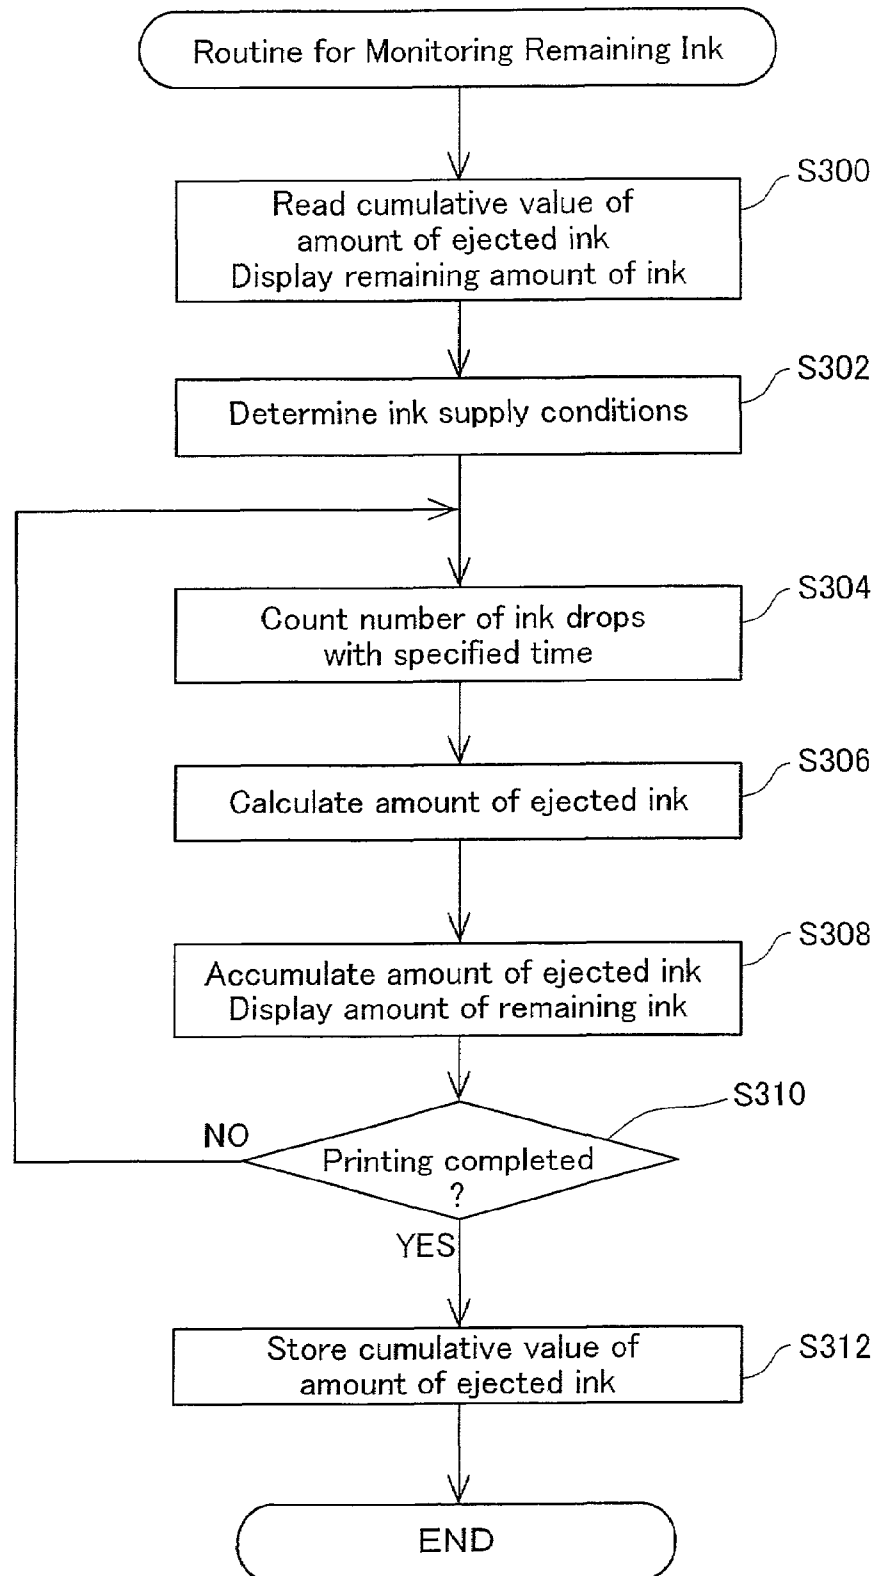 Routine for Monitoring Remaining Ink
S300
Read cumulative value of
amount of ejected ink
Display remaining amount of ink
S302
Determine ink supply conditions
S304
Count number of ink drops
with specified time
S306
Calculate amount of ejected ink
S308
Accumulate amount of ejected ink
Display amount of remaining ink
S310
NO
Printing completed
?
YES
S312
Store cumulative value of
amount of ejected ink
END